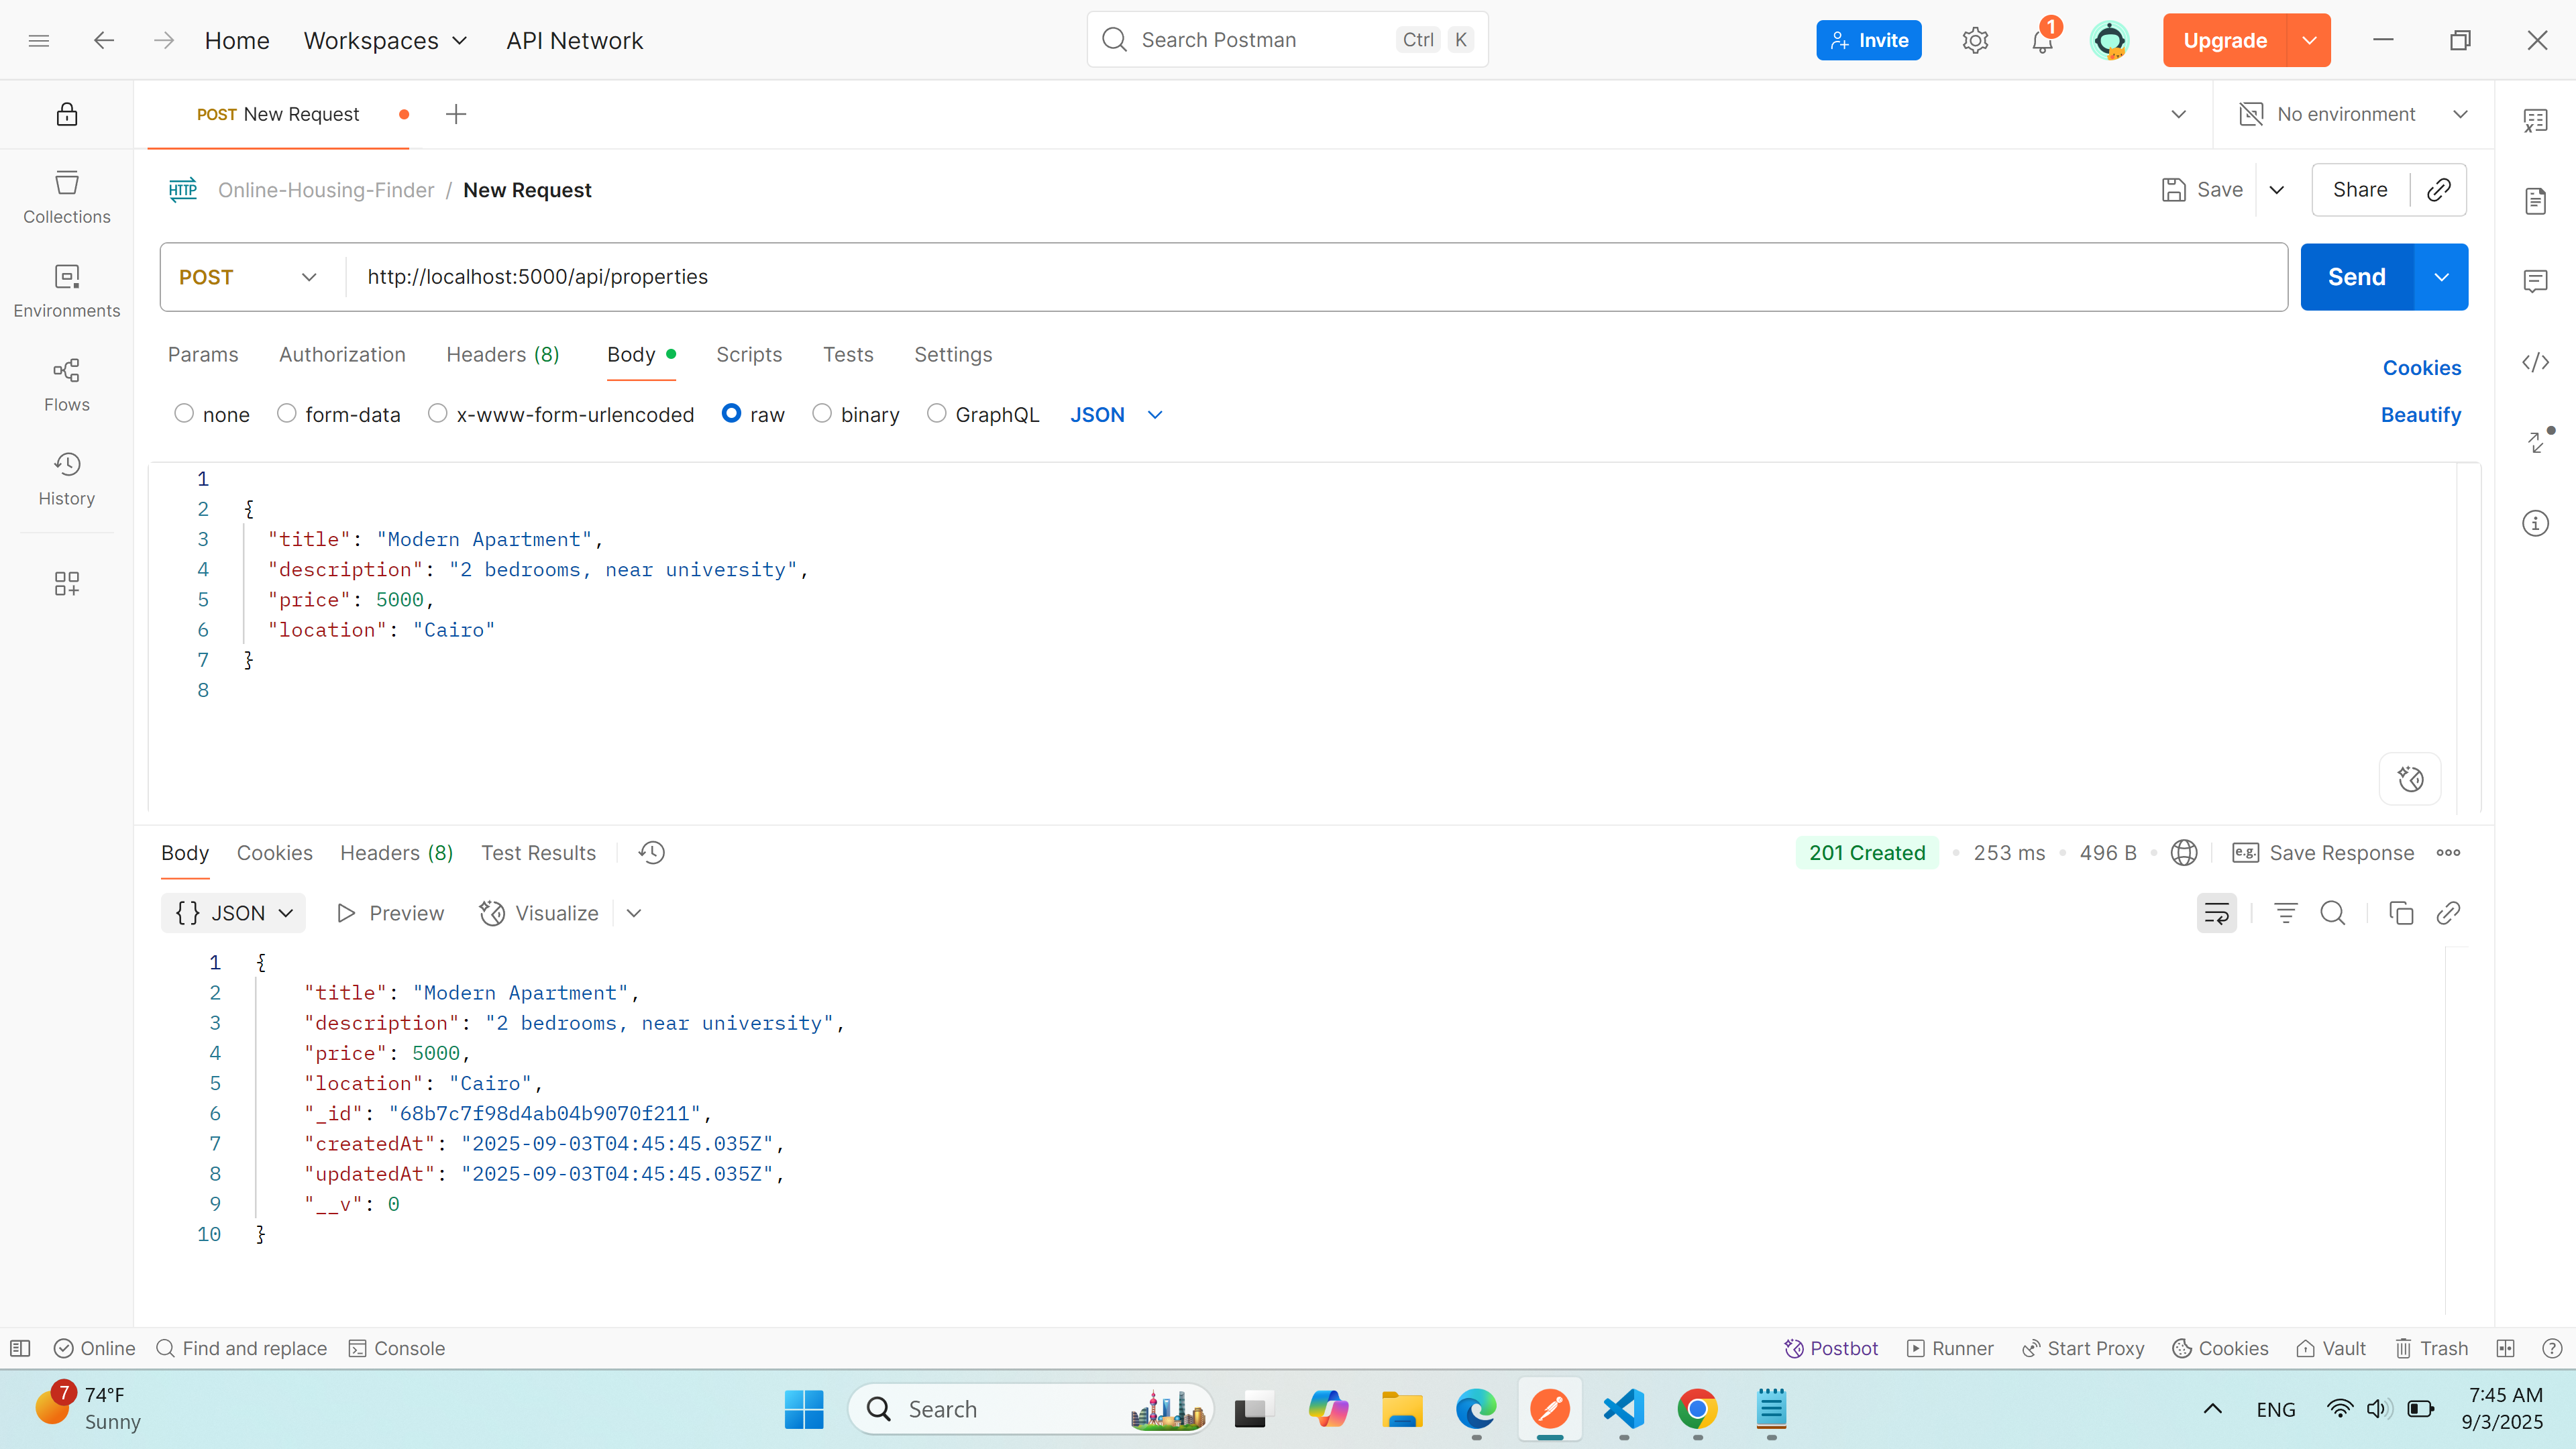 Home Workspaces API Network Search Postman Ctrl K Invite 1 Upgrade
POST New Request No environment
HTTP Online-Housing-Finder / New Request Save Share
Collections
Environments
Flows
History
POST http://localhost:5000/api/properties Send
Params Authorization Headers (8) Body Scripts Tests Settings Cookies
none form-data x-www-form-urlencoded raw binary GraphQL JSON Beautify
1
2 {
3 "title": "Modern Apartment",
4 "description": "2 bedrooms, near university",
5 "price": 5000,
6 "location": "Cairo"
7 }
8
Body Cookies Headers (8) Test Results 201 Created 253 ms 496 B e.g. Save Response
{} JSON Preview Visualize
1 {
2 "title": "Modern Apartment",
3 "description": "2 bedrooms, near university",
4 "price": 5000,
5 "location": "Cairo",
6 "_id": "68b7c7f98d4ab04b9070f211",
7 "createdAt": "2025-09-03T04:45:45.035Z",
8 "updatedAt": "2025-09-03T04:45:45.035Z",
9 "__v": 0
10 }
Online Find and replace Console Postbot Runner Start Proxy Cookies Vault Trash
7 74°F
Sunny
Search
ENG
7:45 AM
9/3/2025